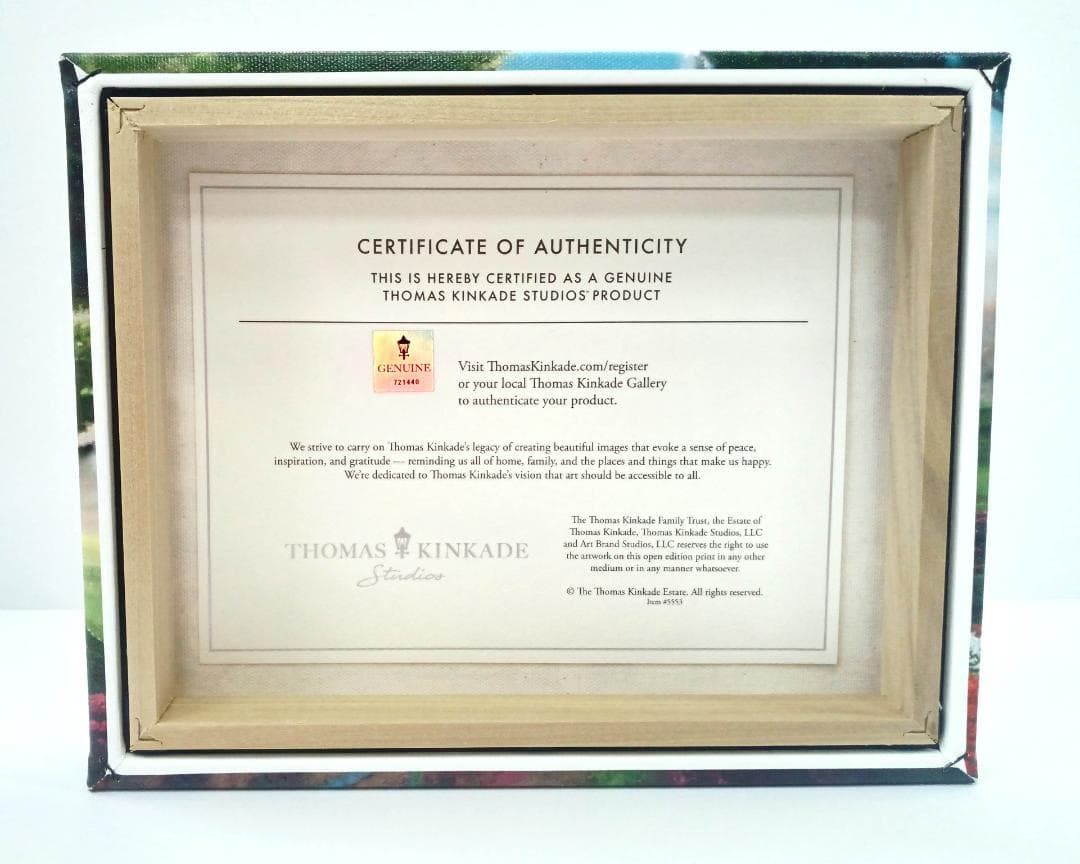 CERTIFICATE OF AUTHENTICITY
THIS IS HEREBY CERTIFIED AS A GENUINE
THOMAS KINKADE STUDIOS™ PRODUCT
GENUINE
721440
Visit ThomasKinkade.com/register
or your local Thomas Kinkade Gallery
to authenticate your product.
We strive to carry on Thomas Kinkade's legacy of creating beautiful images that evoke a sense of peace,
inspiration, and gratitude — reminding us all of home, family, and the places and things that make us happy.
We're dedicated to Thomas Kinkade's vision that art should be accessible to all.
THOMAS KINKADE
Studios
The Thomas Kinkade Family Trust, the Estate of
Thomas Kinkade, Thomas Kinkade Studios, LLC
and Art Brand Studios, LLC reserves the right to use
the artwork on this open edition print in any other
medium or in any manner whatsoever.
© The Thomas Kinkade Estate. All rights reserved.
Item #5553